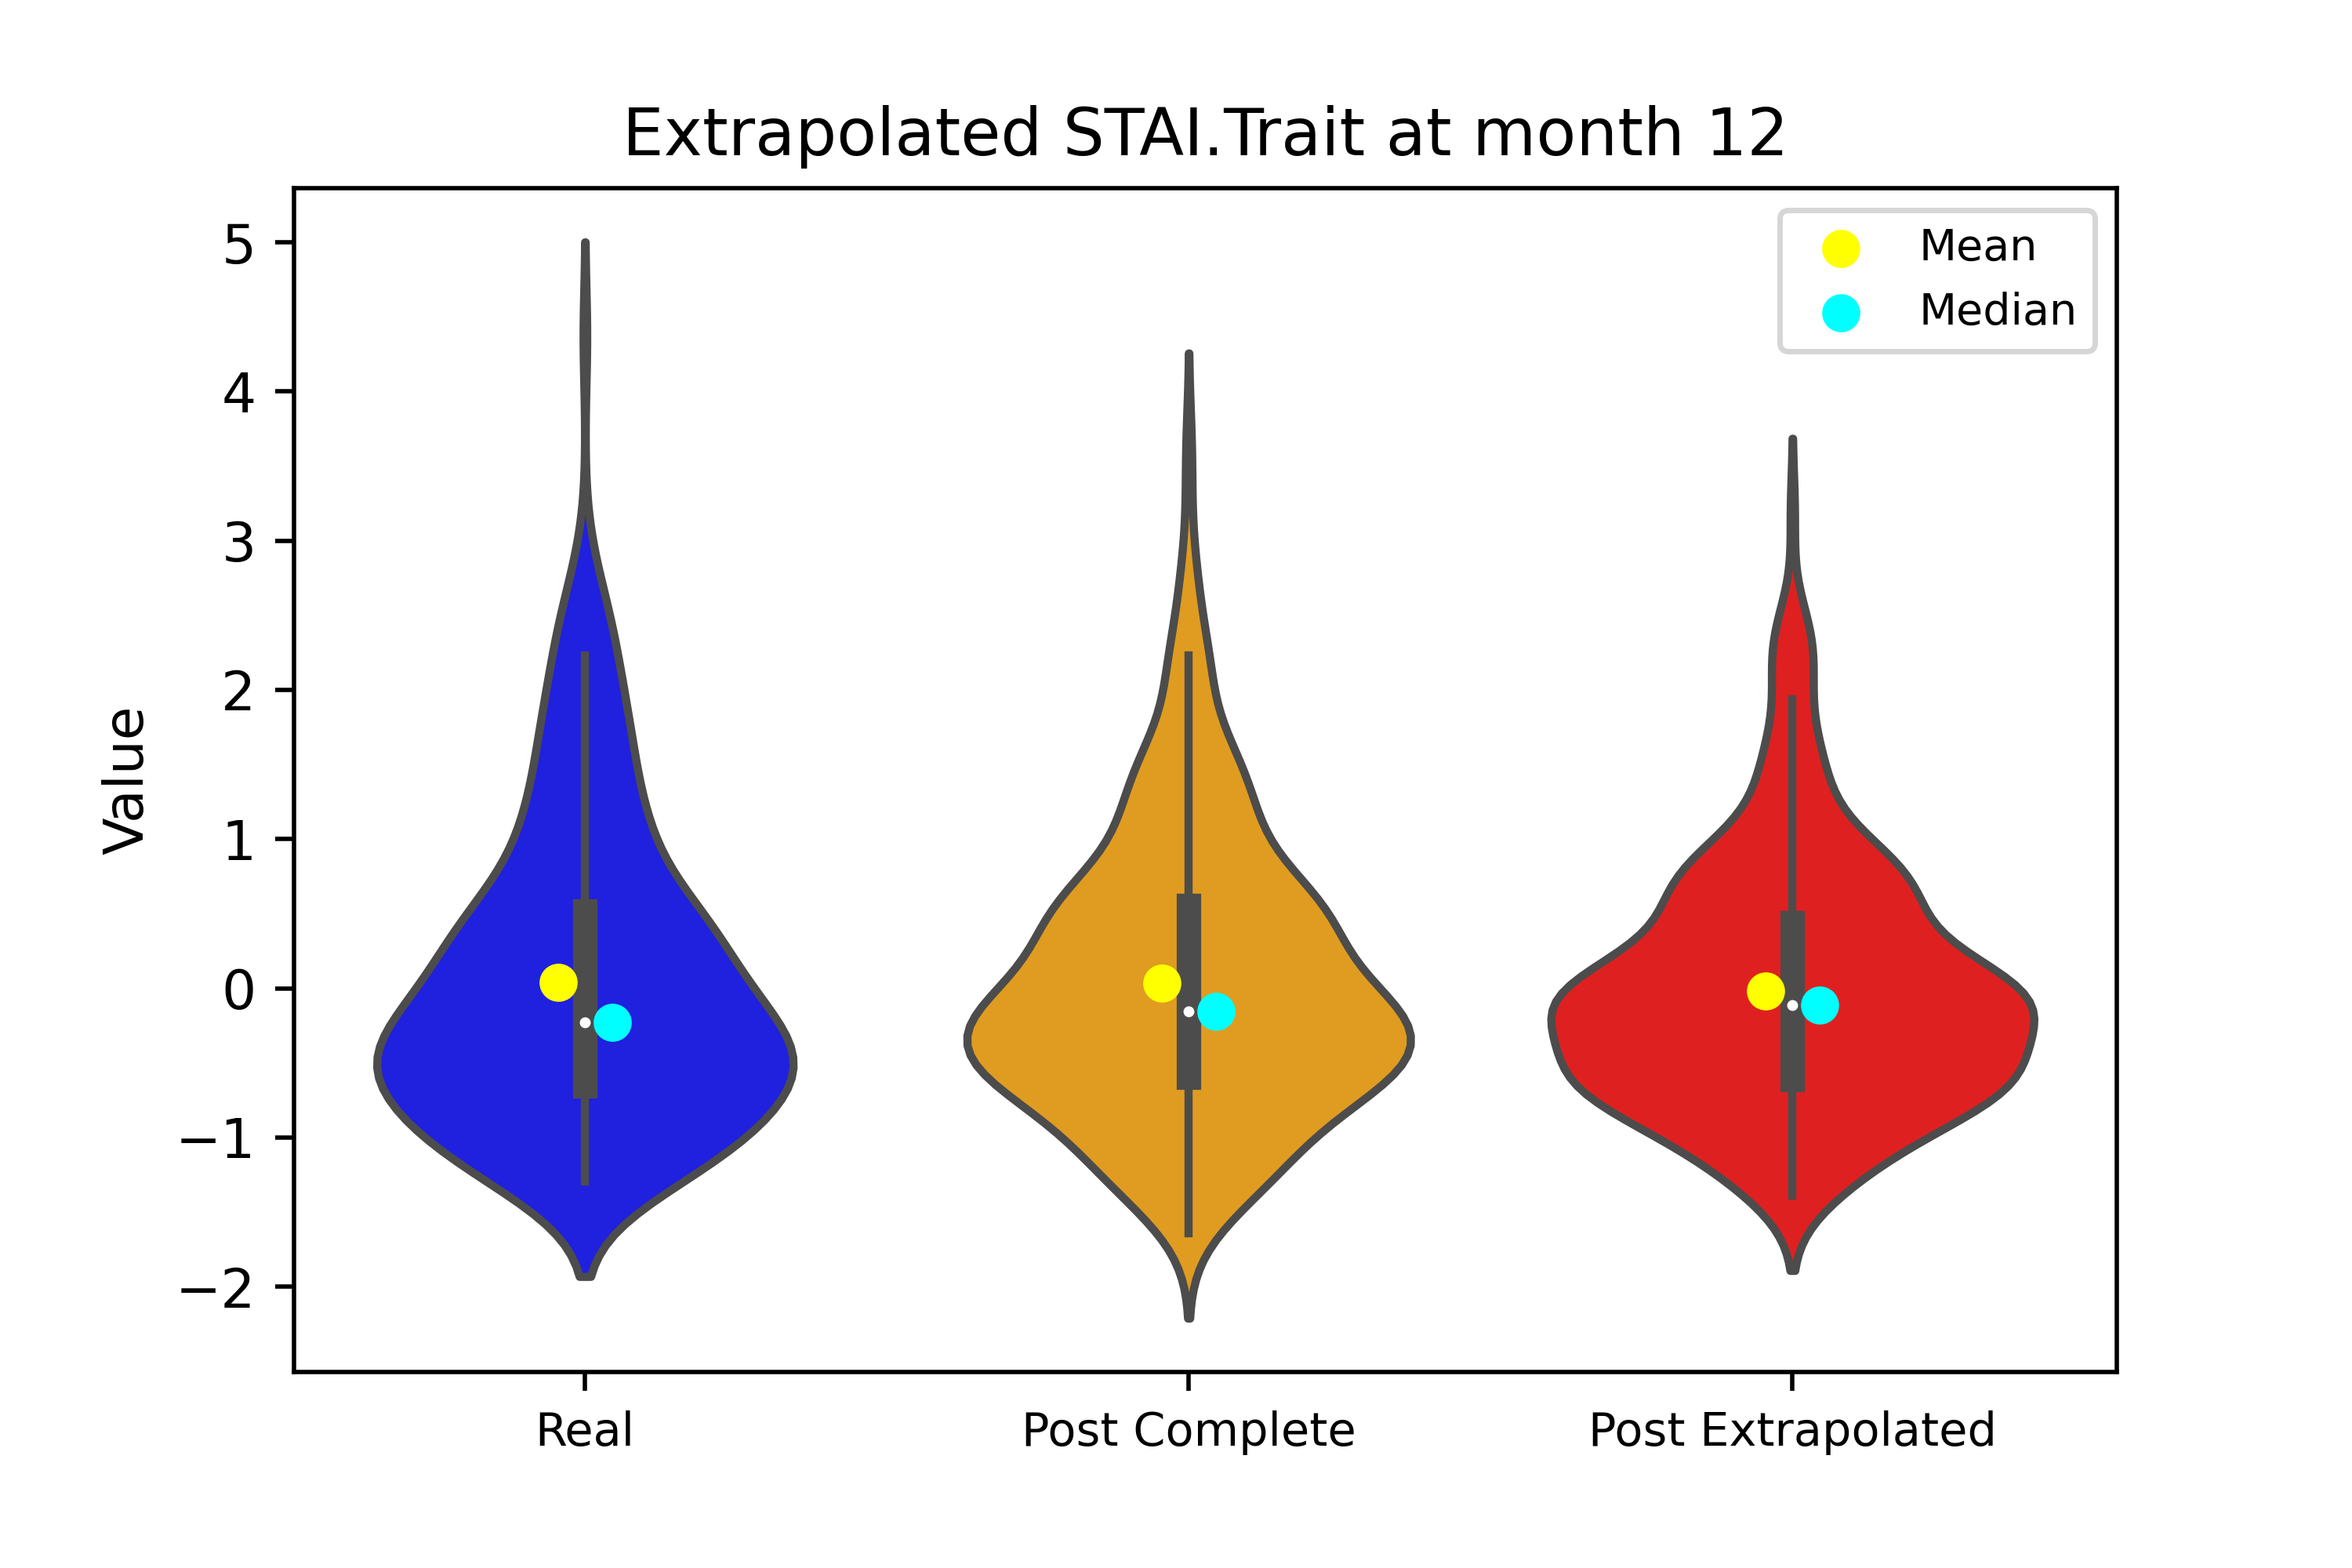 Extrapolated STAI.Trait at month 12
Mean
Median
5
4
3
2
1
0
−1
−2
Value
Real
Post Complete
Post Extrapolated